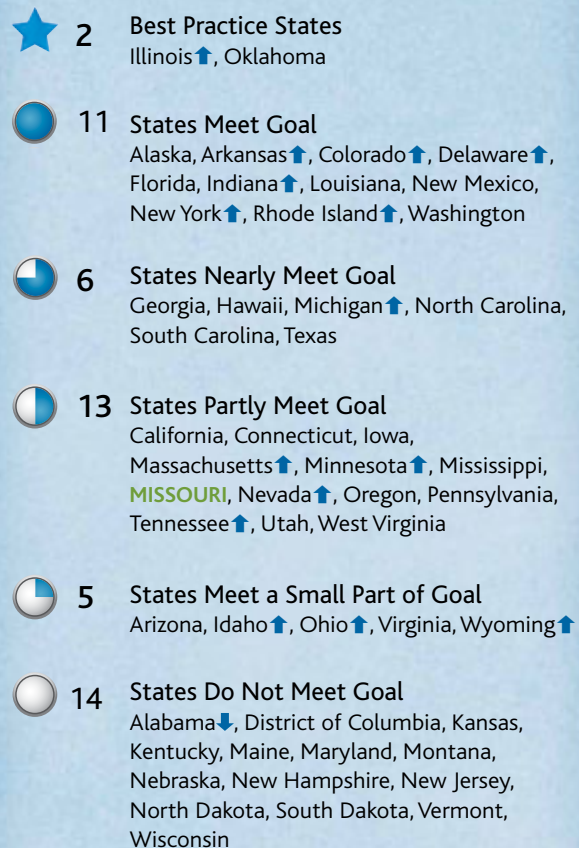 2 Best Practice States
Illinois⬆, Oklahoma
11 States Meet Goal
Alaska, Arkansas⬆, Colorado⬆, Delaware⬆,
Florida, Indiana⬆, Louisiana, New Mexico,
New York⬆, Rhode Island⬆, Washington
6 States Nearly Meet Goal
Georgia, Hawaii, Michigan⬆, North Carolina,
South Carolina, Texas
13 States Partly Meet Goal
California, Connecticut, Iowa,
Massachusetts⬆, Minnesota⬆, Mississippi,
MISSOURI, Nevada⬆, Oregon, Pennsylvania,
Tennessee⬆, Utah, West Virginia
5 States Meet a Small Part of Goal
Arizona, Idaho⬆, Ohio⬆, Virginia, Wyoming⬆
14 States Do Not Meet Goal
Alabama⬇, District of Columbia, Kansas,
Kentucky, Maine, Maryland, Montana,
Nebraska, New Hampshire, New Jersey,
North Dakota, South Dakota, Vermont,
Wisconsin